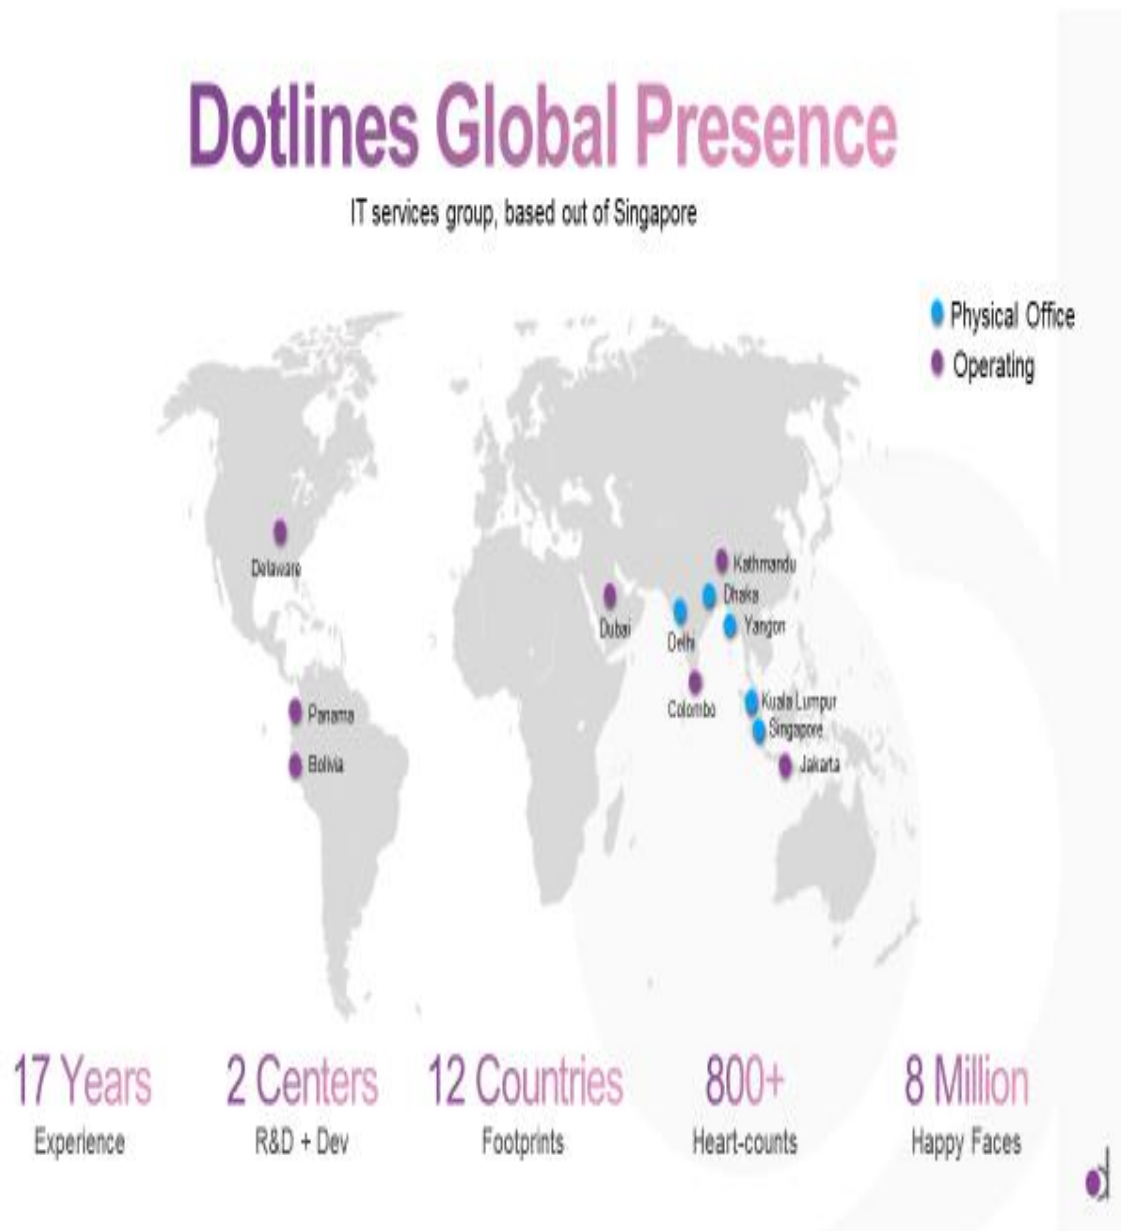 Dotlines Global Presence
IT services group, based out of Singapore
Physical Office
Operating
Delaware
Kathmandu
Dhaka
Dubai
Delhi
Yangon
Colombo
Kuala Lumpur
Singapore
Panama
Bolivia
Jakarta
17 Years
Experience
2 Centers
R&D + Dev
12 Countries
Footprints
800+
Heart-counts
8 Million
Happy Faces